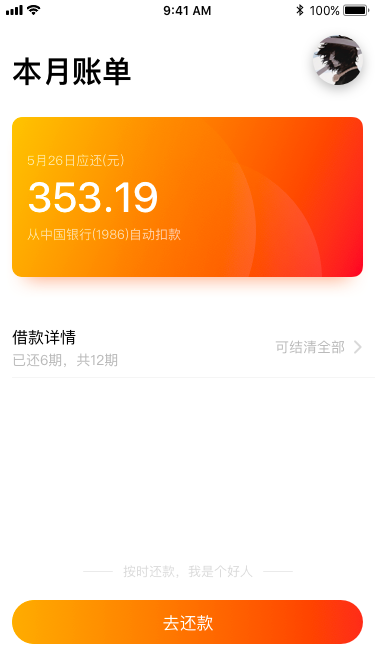 9:41 AM
100%
本月账单
5月26日应还(元)
353.19
从中国银行(1986)自动扣款
借款详情
可结清全部
已还6期，共12期
按时还款，我是个好人
去还款